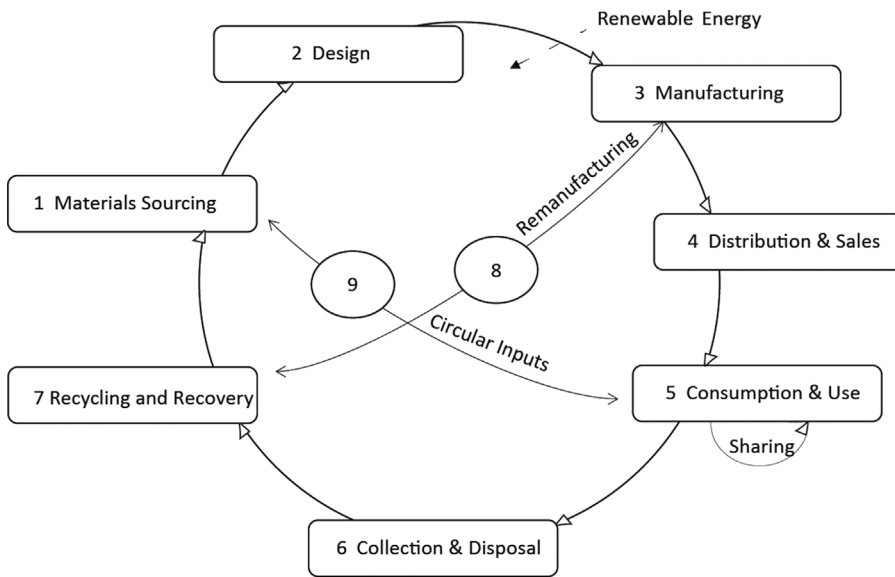 Renewable Energy
2 Design
3 Manufacturing
Remanufacturing
1 Materials Sourcing
4 Distribution & Sales
8
9
Circular Inputs
7 Recycling and Recovery
5 Consumption & Use
Sharing
6 Collection & Disposal